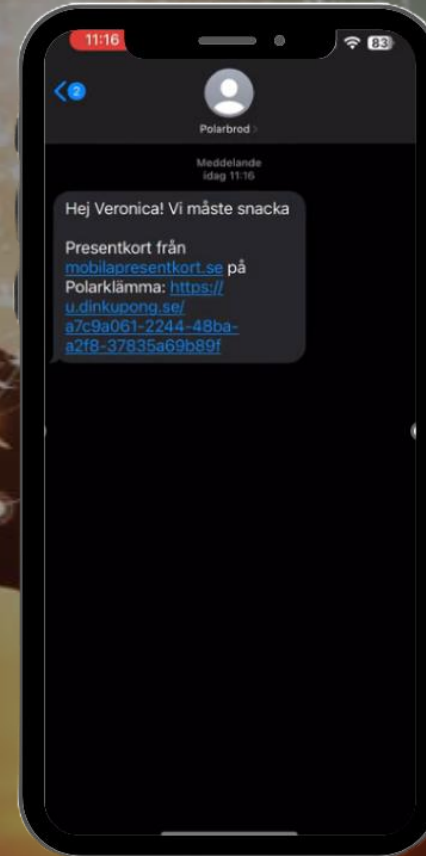 11:16
83
2
Polarbrod
Meddelande
idag 11:16
Hej Veronica! Vi måste snacka
Presentkort från
mobilapresentkort.se på
Polarklämma: https://
u.dinkupong.se/
a7c9a061-2244-48ba-
a2f8-37835a69b89f